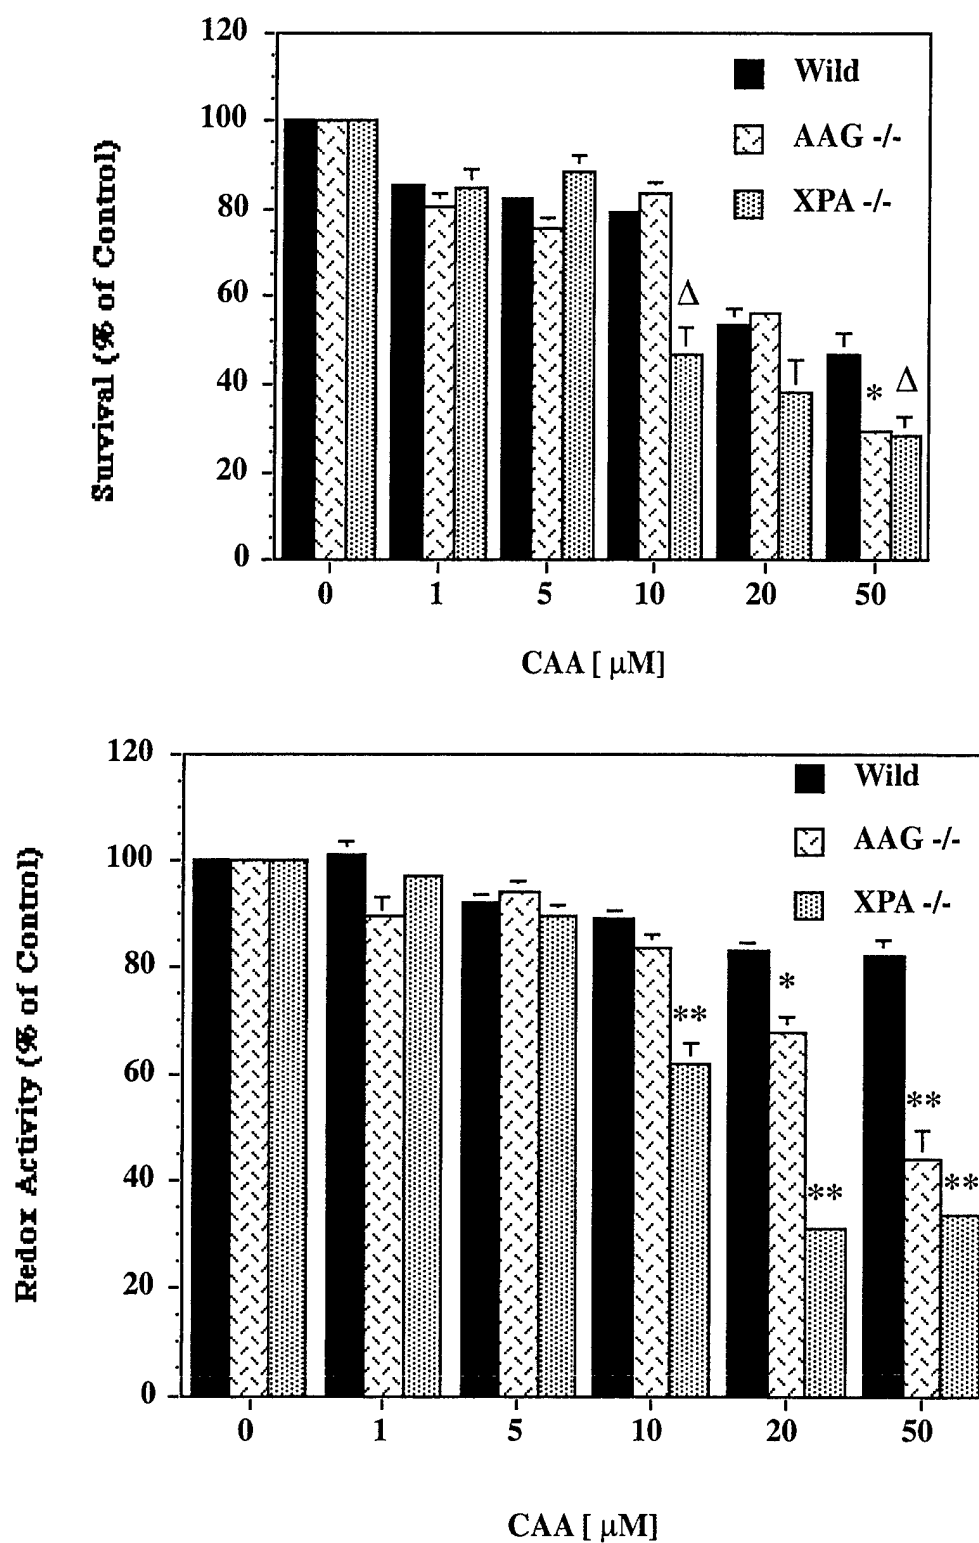 120
Wild
100
AAG -/-
80
XPA -/-
60
Δ
40
* Δ
20
0
Survival (% of Control)
0 1 5 10 20 50
CAA [ μM]
120
Wild
100
AAG -/-
XPA -/-
80
*
**
60
**
40
** **
20
0
Redox Activity (% of Control)
0 1 5 10 20 50
CAA [ μM]